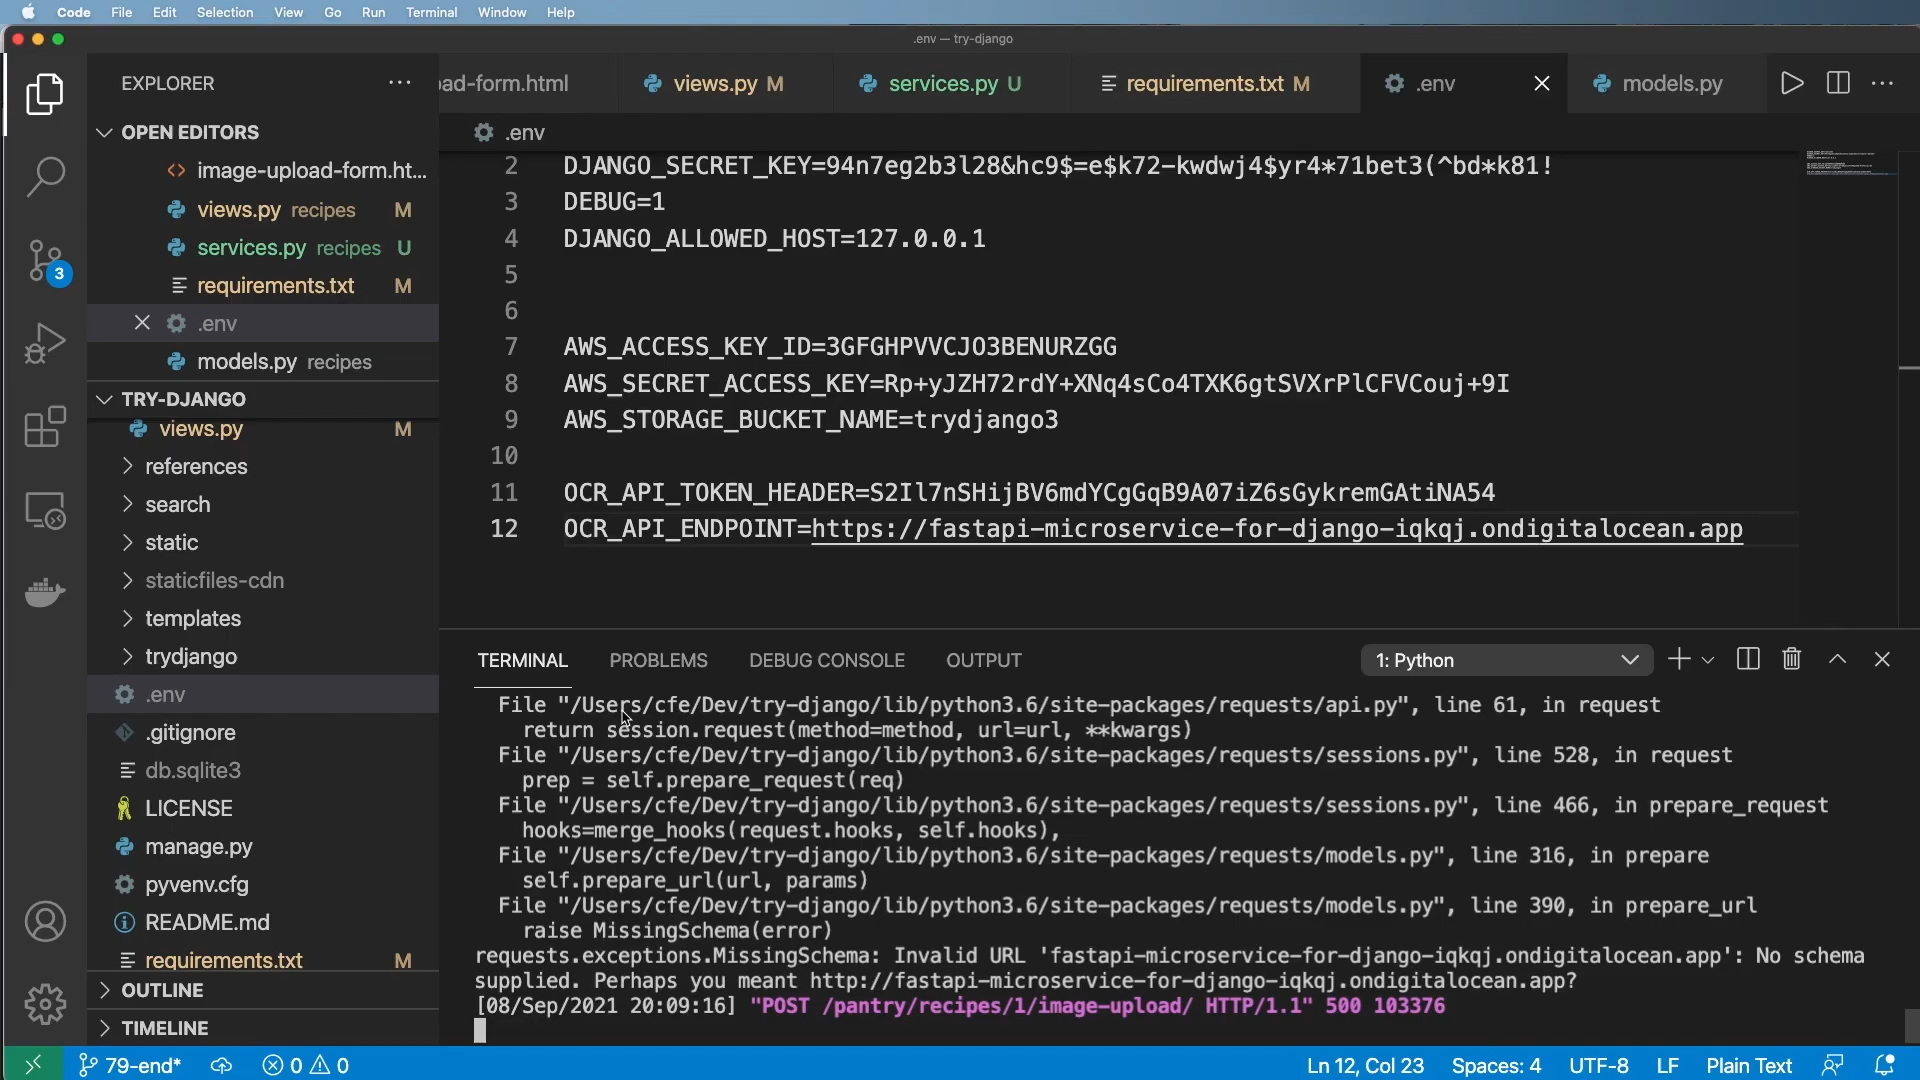 Code File Edit Selection View Go Run Terminal Window Help
.env — try-django
EXPLORER
ad-form.html
views.py M
services.py U
requirements.txt M
.env
models.py
OPEN EDITORS
image-upload-form.ht...
views.py recipes M
services.py recipes U
requirements.txt M
.env
models.py recipes
TRY-DJANGO
views.py M
references
search
static
staticfiles-cdn
templates
trydjango
.env
.gitignore
db.sqlite3
LICENSE
manage.py
pyvenv.cfg
README.md
requirements.txt M
OUTLINE
TIMELINE
3
.env
2 DJANGO_SECRET_KEY=94n7eg2b3l28&hc9$=e$k72-kwdwj4$yr4*71bet3(^bd*k81!
3 DEBUG=1
4 DJANGO_ALLOWED_HOST=127.0.0.1
5
6
7 AWS_ACCESS_KEY_ID=3GFGHPVVCJO3BENURZGG
8 AWS_SECRET_ACCESS_KEY=Rp+yJZH72rdY+XNq4sCo4TXK6gtSVXrPlCFVCouj+9I
9 AWS_STORAGE_BUCKET_NAME=trydjango3
10
11 OCR_API_TOKEN_HEADER=S2Il7nSHijBV6mdYCgGqB9A07iZ6sGykremGAtiNA54
12 OCR_API_ENDPOINT=https://fastapi-microservice-for-django-iqkqj.ondigitalocean.app
TERMINAL PROBLEMS DEBUG CONSOLE OUTPUT
1: Python
File "/Users/cfe/Dev/try-django/lib/python3.6/site-packages/requests/api.py", line 61, in request
return session.request(method=method, url=url, **kwargs)
File "/Users/cfe/Dev/try-django/lib/python3.6/site-packages/requests/sessions.py", line 528, in request
prep = self.prepare_request(req)
File "/Users/cfe/Dev/try-django/lib/python3.6/site-packages/requests/sessions.py", line 466, in prepare_request
hooks=merge_hooks(request.hooks, self.hooks),
File "/Users/cfe/Dev/try-django/lib/python3.6/site-packages/requests/models.py", line 316, in prepare
self.prepare_url(url, params)
File "/Users/cfe/Dev/try-django/lib/python3.6/site-packages/requests/models.py", line 390, in prepare_url
raise MissingSchema(error)
requests.exceptions.MissingSchema: Invalid URL 'fastapi-microservice-for-django-iqkqj.ondigitalocean.app': No schema
supplied. Perhaps you meant http://fastapi-microservice-for-django-iqkqj.ondigitalocean.app?
[08/Sep/2021 20:09:16] "POST /pantry/recipes/1/image-upload/ HTTP/1.1" 500 103376
79-end* 0 0 Ln 12, Col 23 Spaces: 4 UTF-8 LF Plain Text